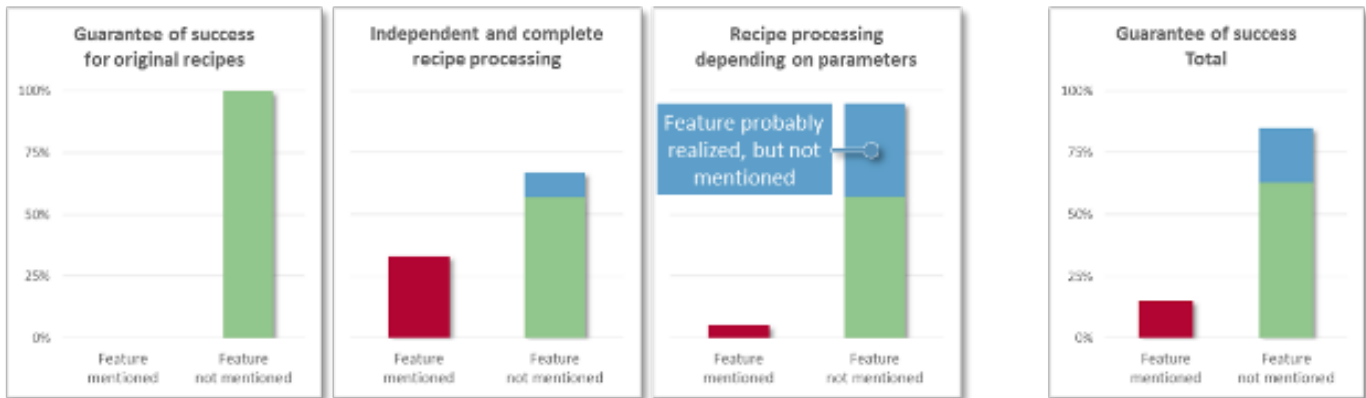 Guarantee of success
for original recipes
100%
75%
50%
25%
0%
Feature
mentioned
Feature
not mentioned
Independent and complete
recipe processing
Feature
mentioned
Feature
not mentioned
Recipe processing
depending on parameters
Feature probably
realized, but not
mentioned
Feature
mentioned
Feature
not mentioned
Guarantee of success
Total
100%
75%
50%
25%
0%
Feature
mentioned
Feature
not mentioned